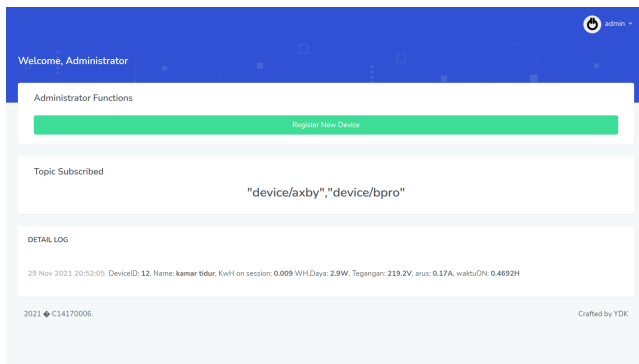 admin
Welcome, Administrator
Administrator Functions
Register New Device
Topic Subscribed
"device/axby","device/bpro"
DETAIL LOG
29 Nov 2021 20:52:05 DeviceID: 12, Name: kamar tidur, KwH on session: 0.009 WH,Daya: 2.9W, Tegangan: 219.2V, arus: 0.17A, waktuON: 0.4692H
2021 � C14170006.
Crafted by YDK